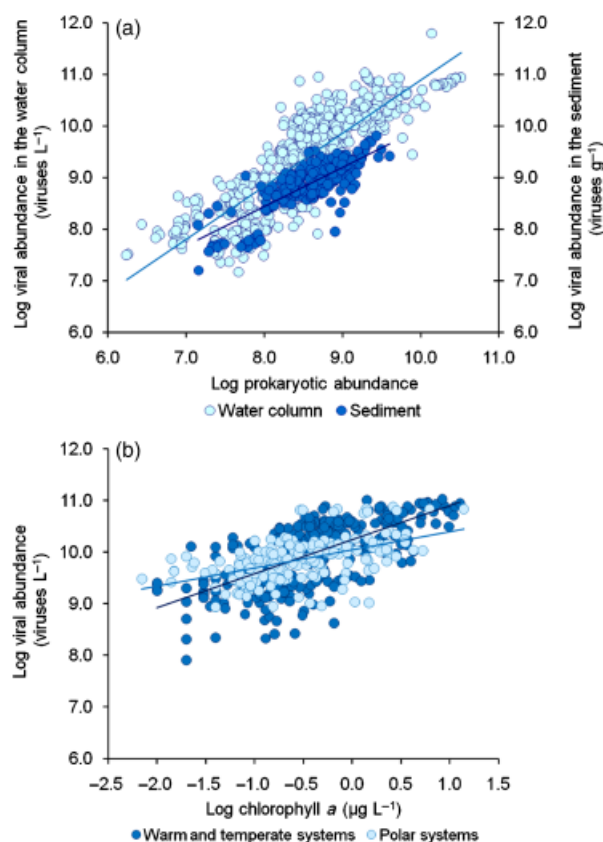 (a)
Log viral abundance in the water column
(viruses L⁻¹)
12.0
11.0
10.0
9.0
8.0
7.0
6.0
12.0
11.0
10.0
9.0
8.0
7.0
6.0
Log viral abundance in the sediment
(viruses g⁻¹)
6.0 7.0 8.0 9.0 10.0 11.0
Log prokaryotic abundance
Water column Sediment
(b)
Log viral abundance
(viruses L⁻¹)
12.0
11.0
10.0
9.0
8.0
7.0
6.0
−2.5 −2.0 −1.5 −1.0 −0.5 0.0 0.5 1.0 1.5
Log chlorophyll a (µg L⁻¹)
Warm and temperate systems Polar systems